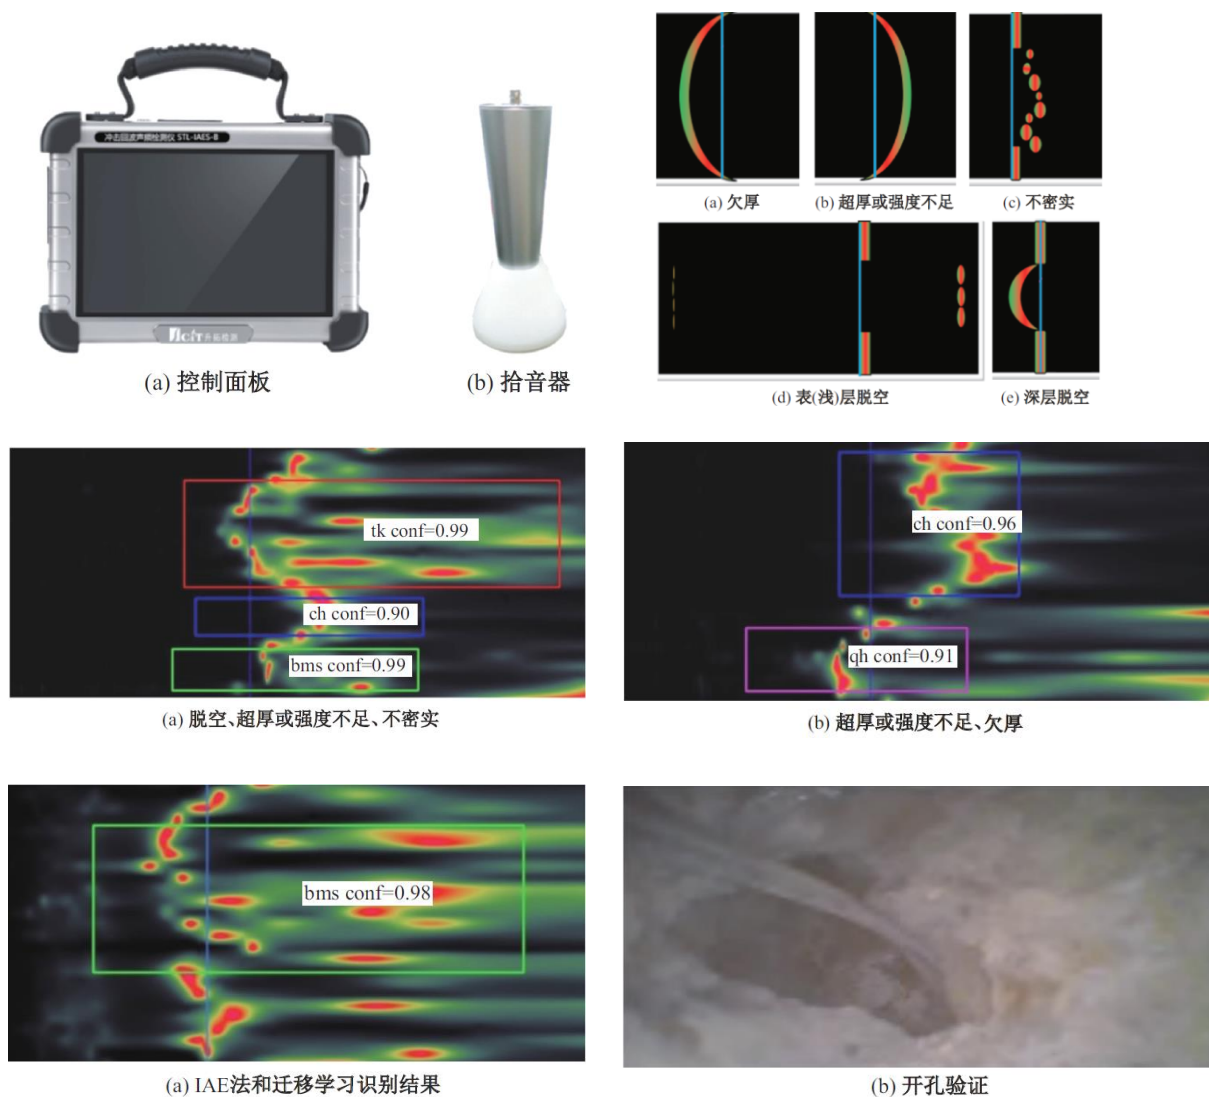 冲击回波声频检测仪 STL-IAES-B
CIT 升拓检测
(a) 控制面板
(b) 拾音器
(a) 欠厚
(b) 超厚或强度不足
(c) 不密实
(d) 表(浅)层脱空
(e) 深层脱空
tk conf=0.99
ch conf=0.90
bms conf=0.99
(a) 脱空、超厚或强度不足、不密实
ch conf=0.96
qh conf=0.91
(b) 超厚或强度不足、欠厚
bms conf=0.98
(a) IAE法和迁移学习识别结果
(b) 开孔验证